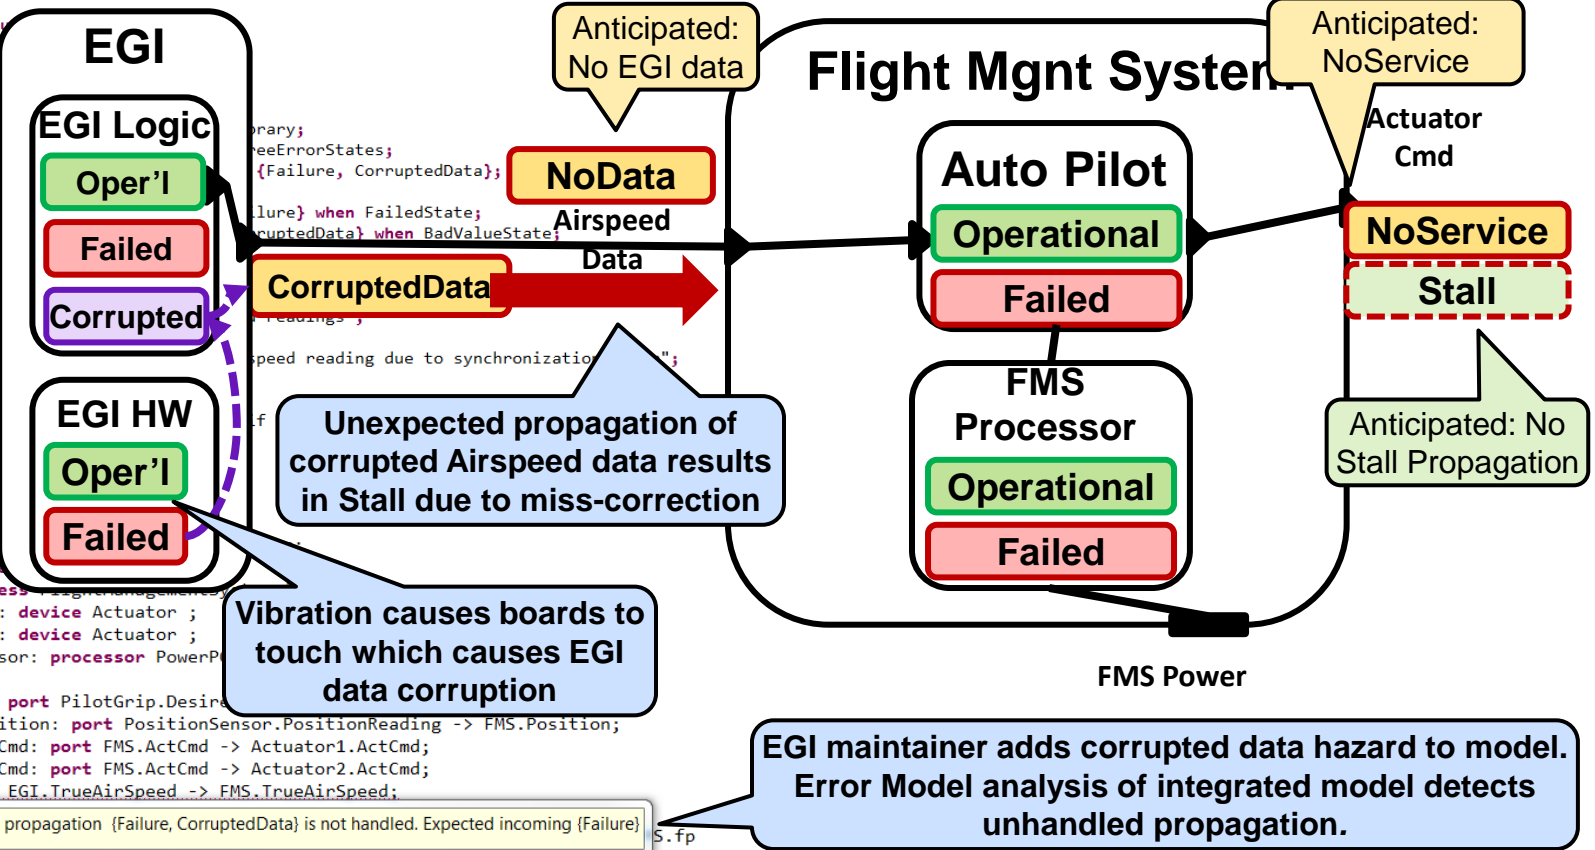 EGI
EGI Logic
Oper'l
Failed
Corrupted
EGI HW
Oper'l
Failed
Anticipated:
No EGI data
NoData
Airspeed
Data
CorruptedData
Flight Mgnt System
Auto Pilot
Operational
Failed
FMS
Processor
Operational
Failed
FMS Power
Anticipated:
NoService
Actuator
Cmd
NoService
Stall
Anticipated: No
Stall Propagation
Unexpected propagation of
corrupted Airspeed data results
in Stall due to miss-correction
Vibration causes boards to
touch which causes EGI
data corruption
EGI maintainer adds corrupted data hazard to model.
Error Model analysis of integrated model detects
unhandled propagation.
rary;
reeErrorStates;
{Failure, CorruptedData};
lure} when FailedState;
ruptedData} when BadValueState;
readings";
speed reading due to synchronization ";
if
: device Actuator ;
: device Actuator ;
sor: processor PowerP
port PilotGrip.Desire
ition: port PositionSensor.PositionReading -> FMS.Position;
Cmd: port FMS.ActCmd -> Actuator1.ActCmd;
Cmd: port FMS.ActCmd -> Actuator2.ActCmd;
EGI.TrueAirSpeed -> FMS.TrueAirSpeed;
propagation {Failure, CorruptedData} is not handled. Expected incoming {Failure}
S.fp